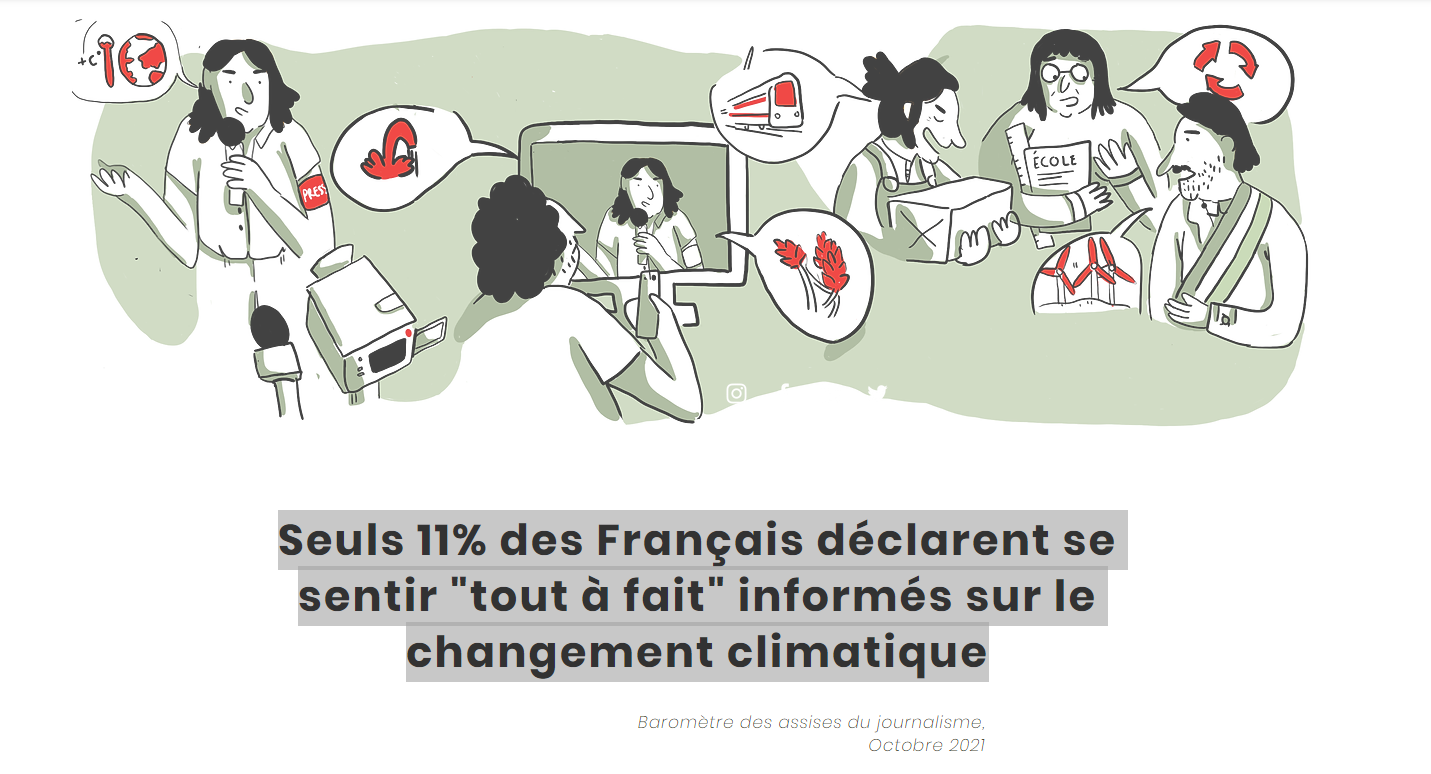 +C°
PRESS
ÉCOLE
Seuls 11% des Français déclarent se
sentir "tout à fait" informés sur le
changement climatique
Baromètre des assises du journalisme,
Octobre 2021